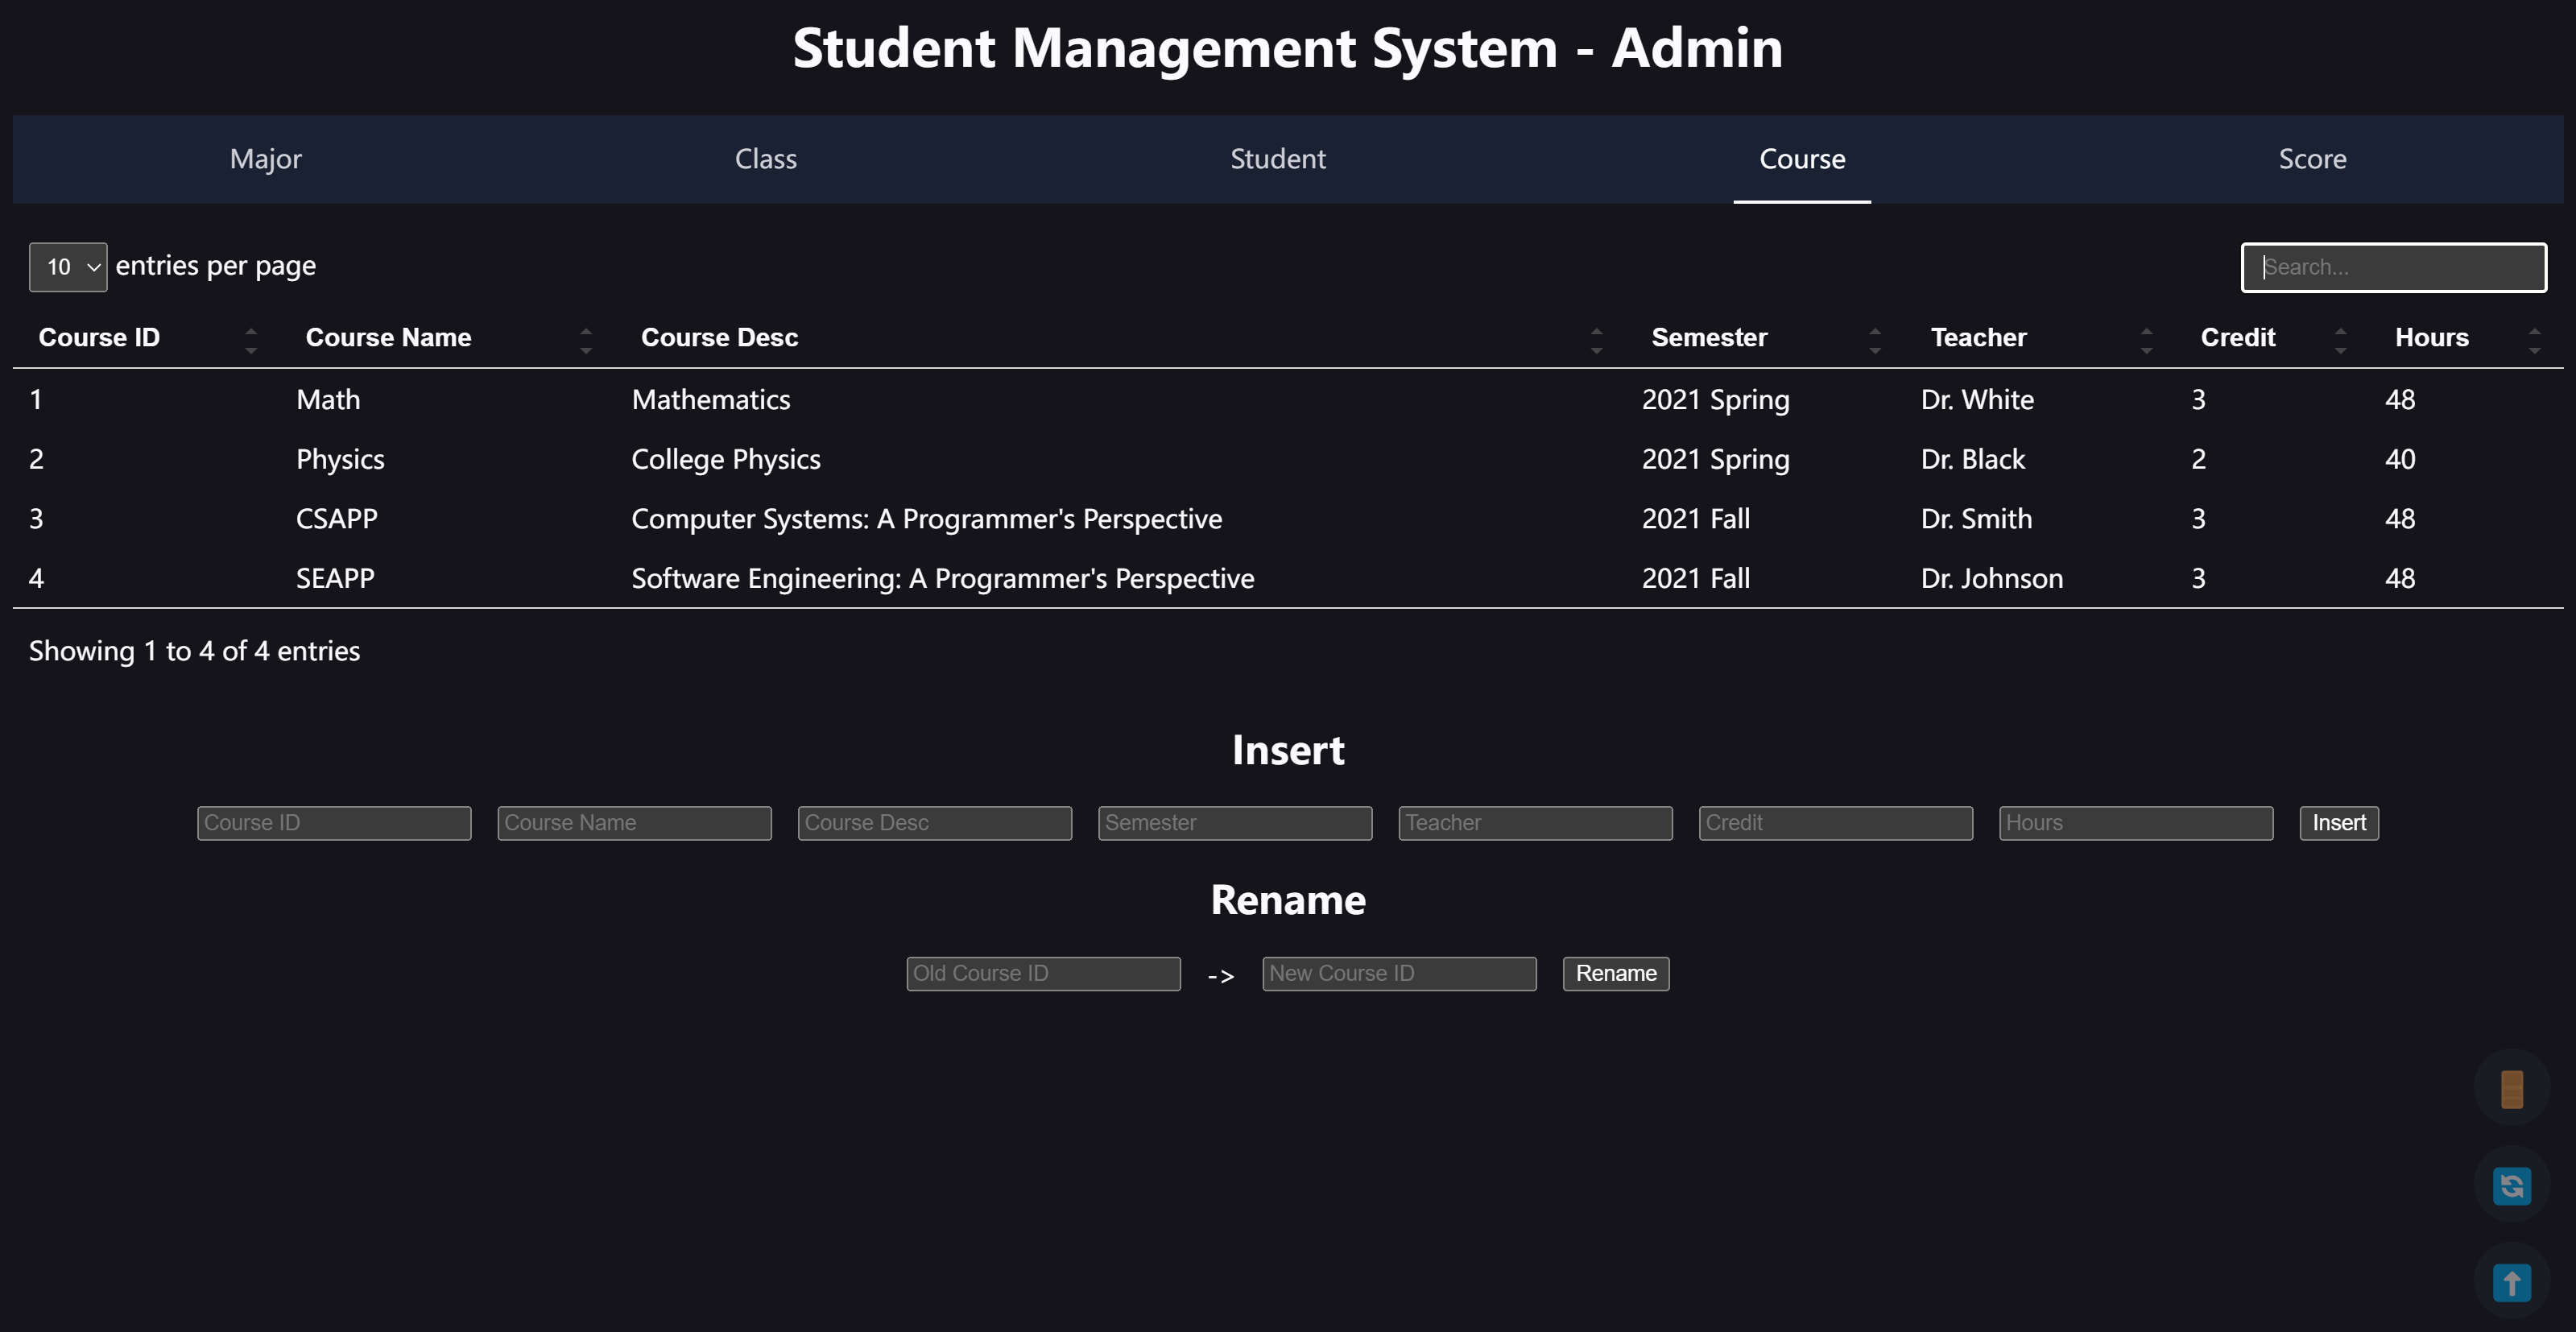 Student Management System - Admin
Major Class Student Course Score
10 entries per page Search...
Course ID Course Name Course Desc Semester Teacher Credit Hours
1 Math Mathematics 2021 Spring Dr. White 3 48
2 Physics College Physics 2021 Spring Dr. Black 2 40
3 CSAPP Computer Systems: A Programmer's Perspective 2021 Fall Dr. Smith 3 48
4 SEAPP Software Engineering: A Programmer's Perspective 2021 Fall Dr. Johnson 3 48
Showing 1 to 4 of 4 entries
Insert
Course ID Course Name Course Desc Semester Teacher Credit Hours Insert
Rename
Old Course ID -> New Course ID Rename